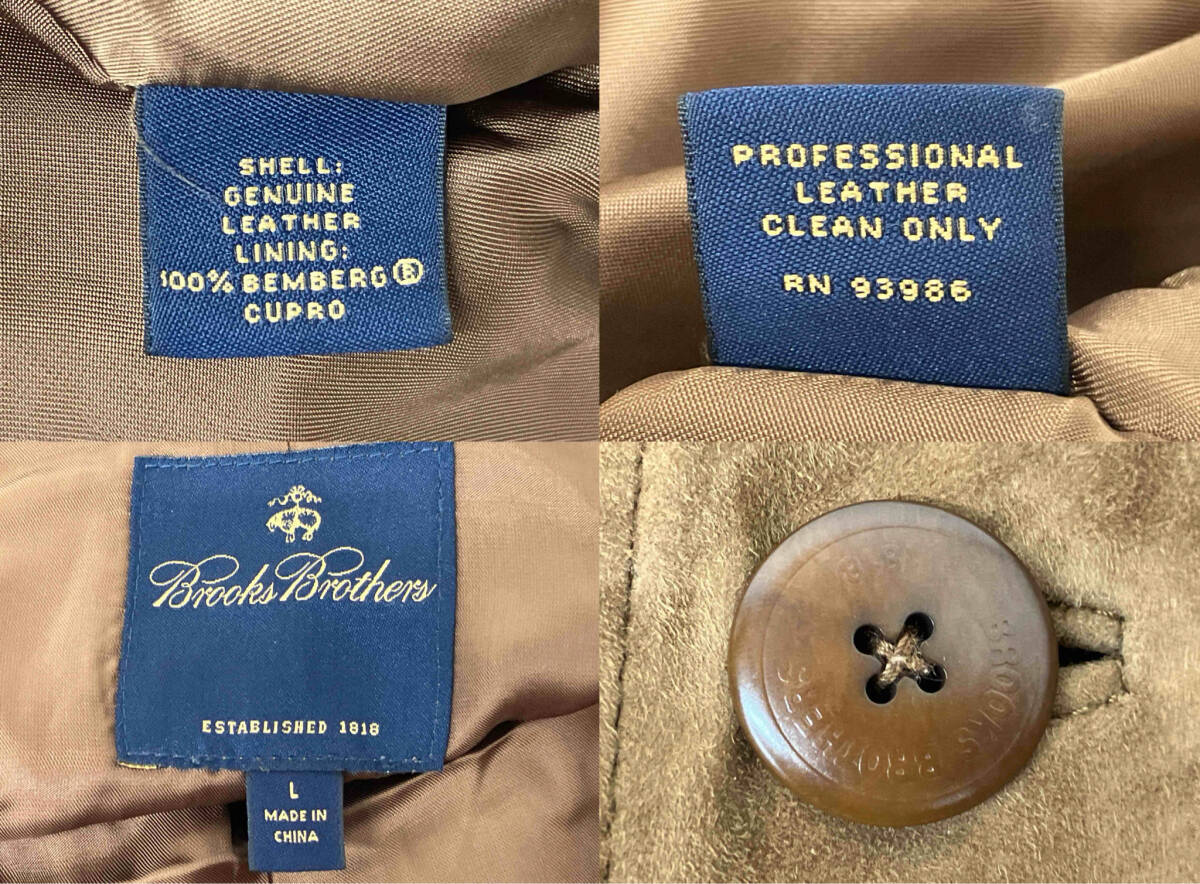 SHELL:
GENUINE
LEATHER
LINING:
100% BEMBERG®
CUPRO
PROFESSIONAL
LEATHER
CLEAN ONLY
RN 93986
Brooks Brothers
ESTABLISHED 1818
L
MADE IN
CHINA
BROOKS BROTHERS